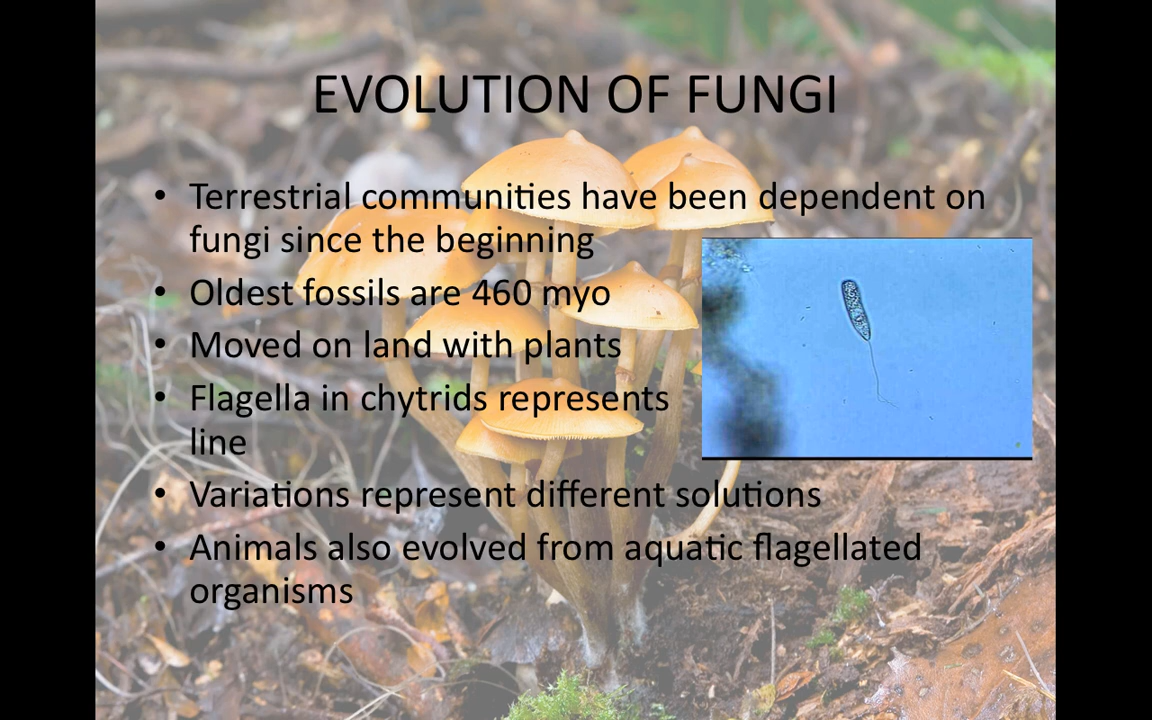 EVOLUTION OF FUNGI
• Terrestrial communities have been dependent on
fungi since the beginning
• Oldest fossils are 460 myo
• Moved on land with plants
• Flagella in chytrids represents
line
• Variations represent different solutions
• Animals also evolved from aquatic flagellated
organisms